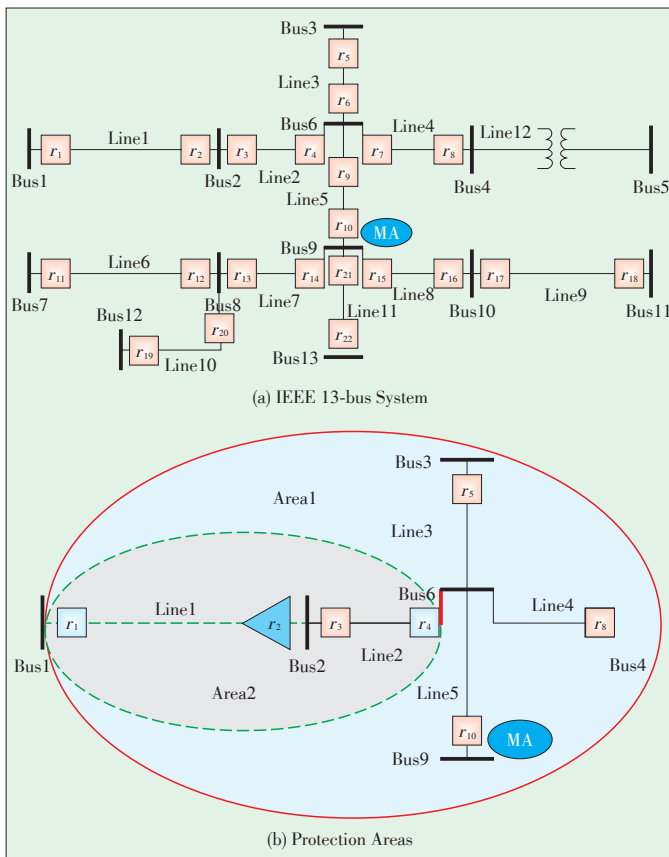 Bus3
r5
Line3
r6
Bus6
Line1
Line4
Line12
r1
r2
r3
r4
r7
r8
Bus1
Bus2
Line2
r9
Bus4
Bus5
Line5
r10
MA
Bus9
Line6
r11
r12
r13
r14
r21
r15
r16
r17
r18
Bus7
Bus8
Line7
Line8
Bus10
Line9
Bus11
Bus12
r20
Line11
r19
Line10
r22
Bus13
(a) IEEE 13-bus System
Bus3
Area1
r5
Line3
Bus6
Line1
Line4
r1
r2
r3
r4
r8
Bus1
Bus2
Line2
Bus4
Area2
Line5
r10
MA
Bus9
(b) Protection Areas